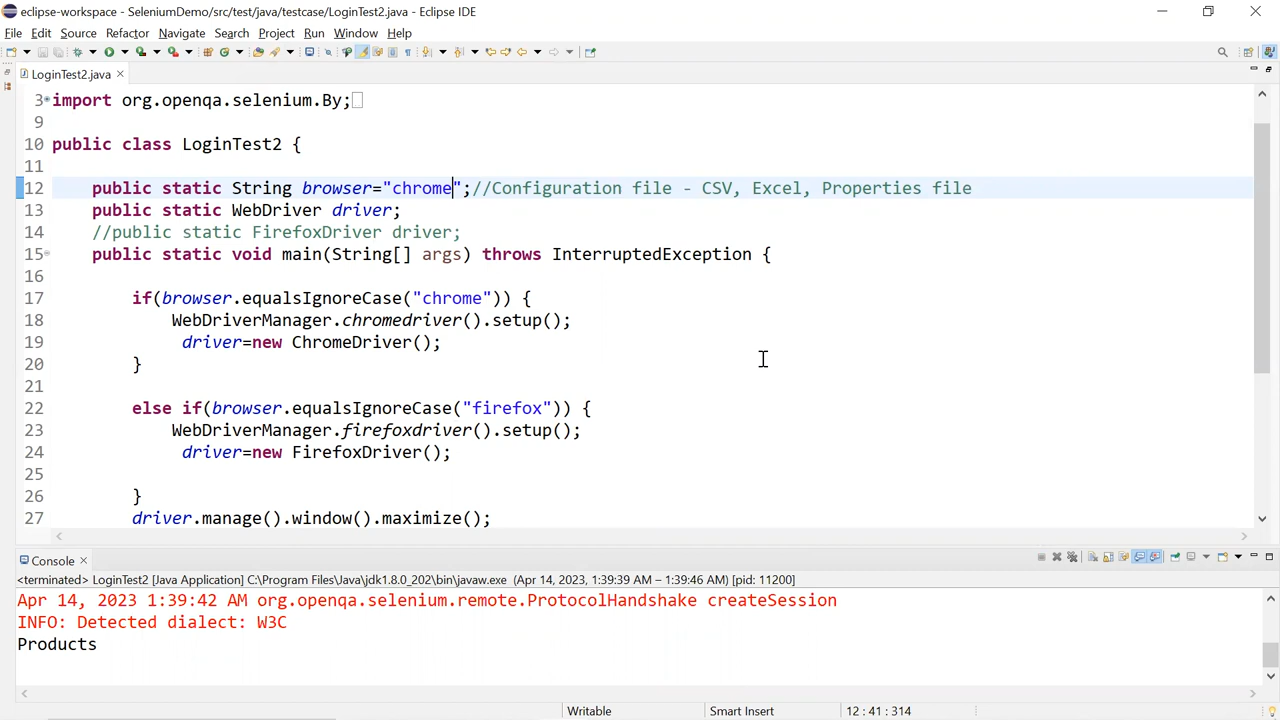 eclipse-workspace - SeleniumDemo/src/test/java/testcase/LoginTest2.java - Eclipse IDE
File Edit Source Refactor Navigate Search Project Run Window Help
LoginTest2.java
3 import org.openqa.selenium.By;
9
10 public class LoginTest2 {
11
12 public static String browser="chrome";//Configuration file - CSV, Excel, Properties file
13 public static WebDriver driver;
14 //public static FirefoxDriver driver;
15 public static void main(String[] args) throws InterruptedException {
16
17 if(browser.equalsIgnoreCase("chrome")) {
18 WebDriverManager.chromedriver().setup();
19 driver=new ChromeDriver();
20 }
21
22 else if(browser.equalsIgnoreCase("firefox")) {
23 WebDriverManager.firefoxdriver().setup();
24 driver=new FirefoxDriver();
25
26 }
27 driver.manage().window().maximize();
Console
<terminated> LoginTest2 [Java Application] C:\Program Files\Java\jdk1.8.0_202\bin\javaw.exe (Apr 14, 2023 1:39:39 AM – 1:39:46 AM) [pid: 11200]
Apr 14, 2023 1:39:42 AM org.openqa.selenium.remote.ProtocolHandshake createSession
INFO: Detected dialect: W3C
Products
Writable Smart Insert 12 : 41 : 314